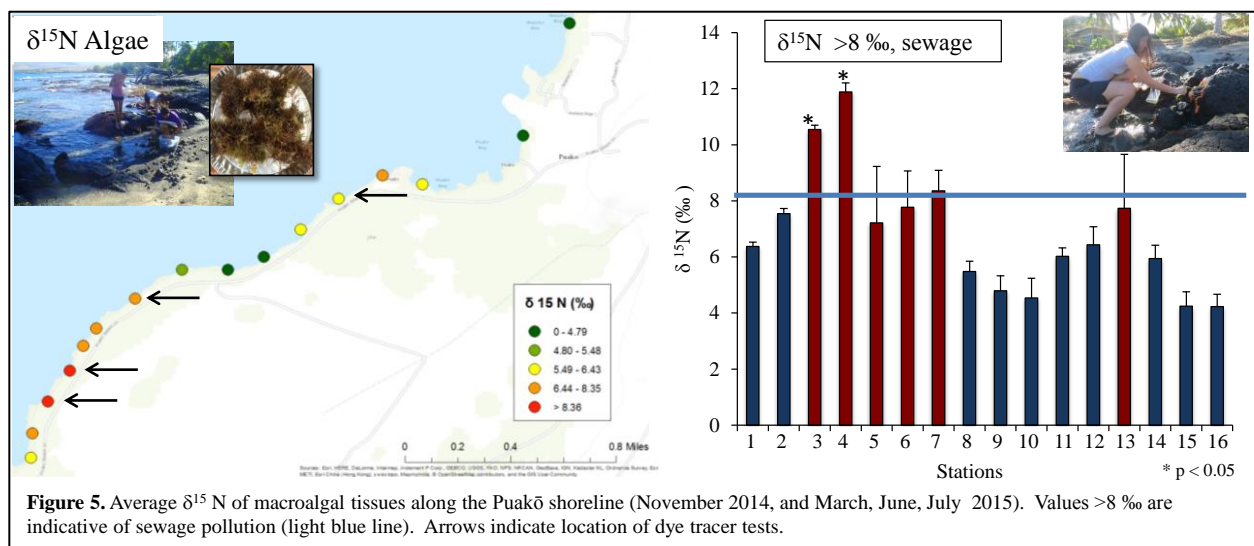 δ¹⁵N Algae
Puako
δ 15 N (‰)
0 - 4.79
4.80 - 5.48
5.49 - 6.43
6.44 - 8.35
> 8.36
0 0.2 0.4 0.8 Miles
δ¹⁵N >8 ‰, sewage
δ ¹⁵N (‰)
14
12
10
8
6
4
2
0
* *
1 2 3 4 5 6 7 8 9 10 11 12 13 14 15 16
Stations
* p < 0.05
Figure 5. Average δ¹⁵ N of macroalgal tissues along the Puakō shoreline (November 2014, and March, June, July 2015). Values >8 ‰ are
indicative of sewage pollution (light blue line). Arrows indicate location of dye tracer tests.